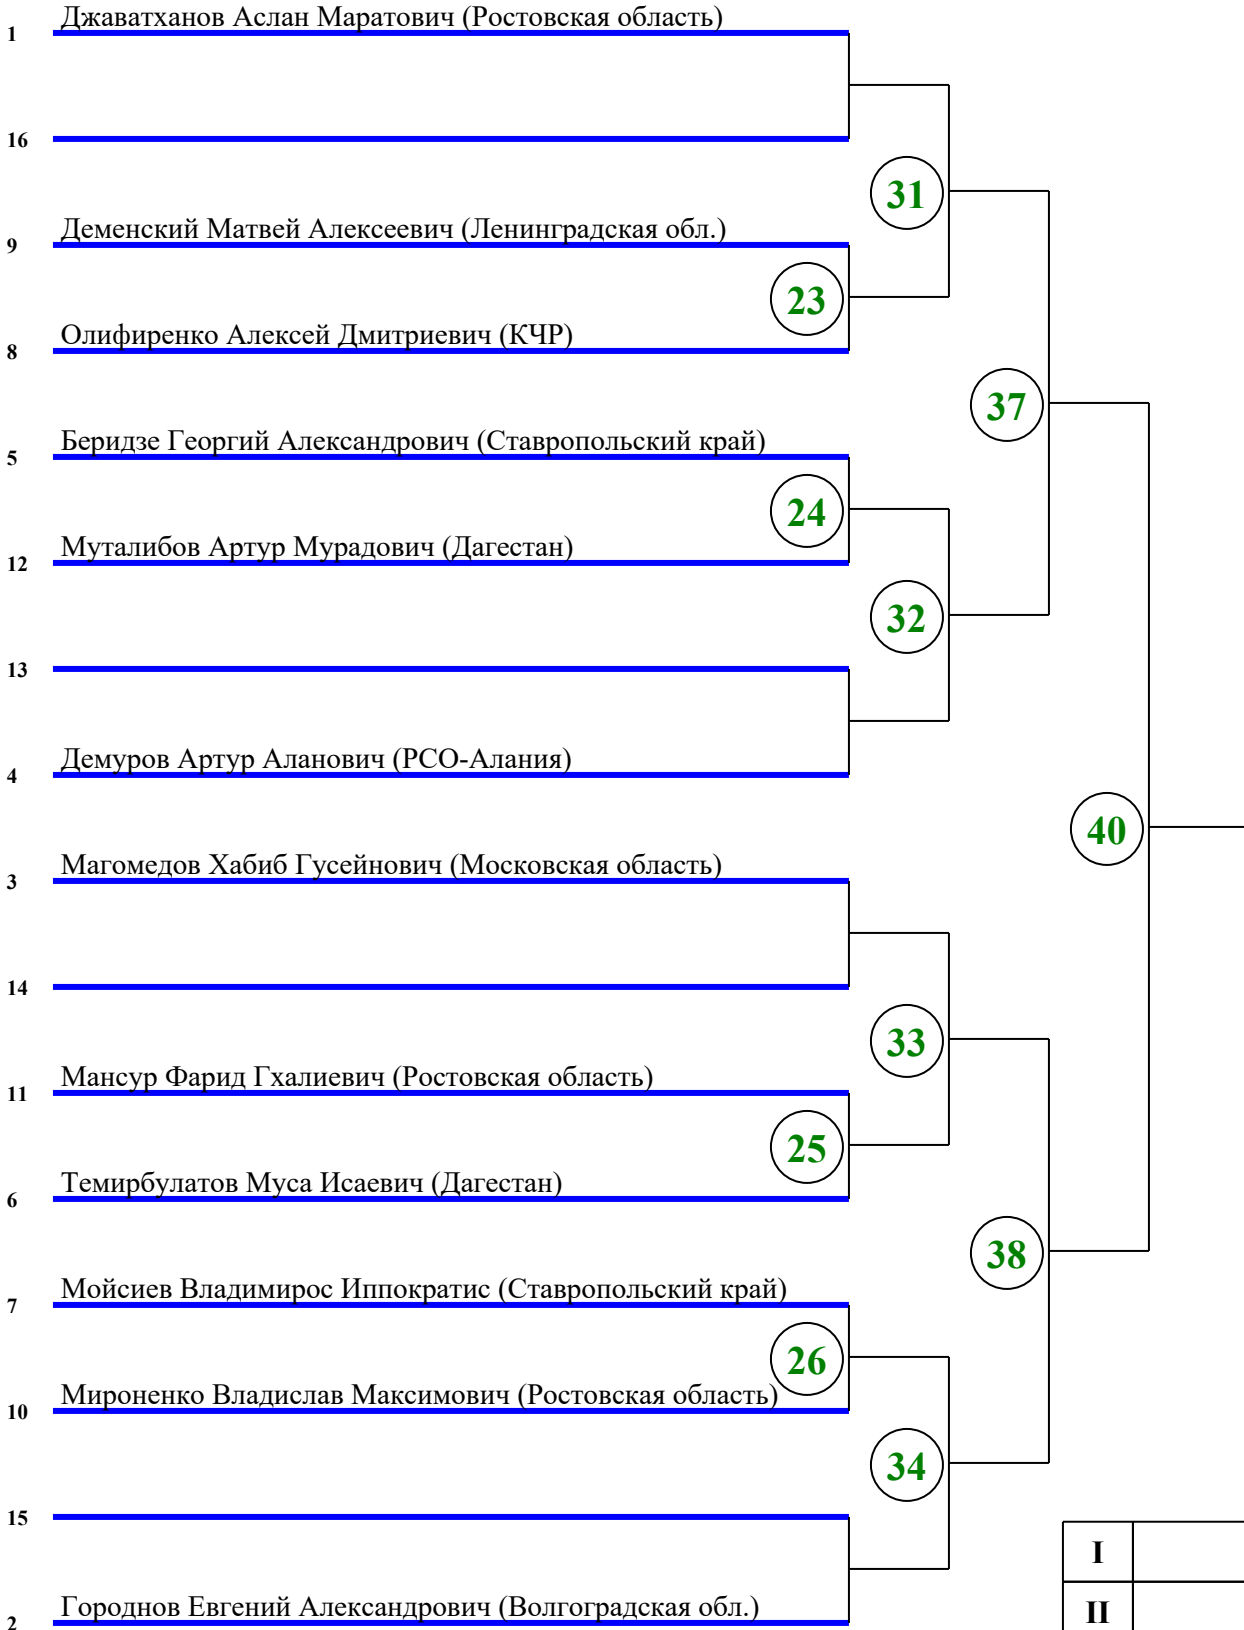 Джаватханов Аслан Маратович (Ростовская область)
1
16
31
Деменский Матвей Алексеевич (Ленинградская обл.)
9
23
Олифиренко Алексей Дмитриевич (КЧР)
8
37
Беридзе Георгий Александрович (Ставропольский край)
5
24
Муталибов Артур Мурадович (Дагестан)
12
32
13
Демуров Артур Аланович (РСО-Алания)
4
40
Магомедов Хабиб Гусейнович (Московская область)
3
14
33
Мансур Фарид Гхалиевич (Ростовская область)
11
25
Темирбулатов Муса Исаевич (Дагестан)
6
38
Мойсиев Владимирос Иппократис (Ставропольский край)
7
26
Мироненко Владислав Максимович (Ростовская область)
10
34
15
I
Городнов Евгений Александрович (Волгоградская обл.)
2
II